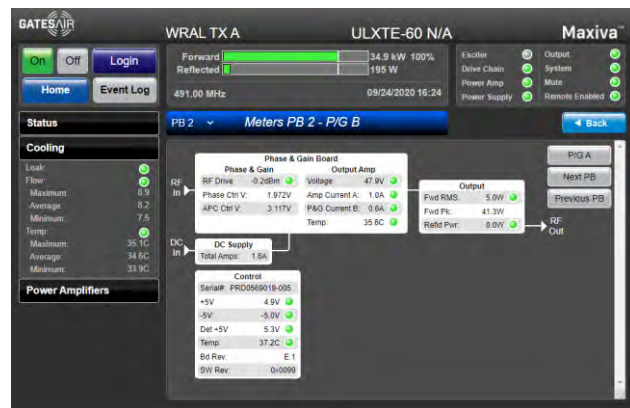 GATESAIR
WRAL TX A
ULXTE-60 N/A
Maxiva
On
Off
Login
Home
Event Log
Forward
34.9 kW 100%
Reflected
195 W
491.00 MHz
09/24/2020 16:24
Exciter
Output
Drive Chain
System
Power Amp
Mute
Power Supply
Remote Enabled
Status
PB 2
Meters PB 2 - P/G B
Back
Cooling
Leak:
Flow:
Maximum: 8.9
Average: 8.2
Minimum: 7.5
Temp:
Maximum: 35.1C
Average: 34.6C
Minimum: 33.9C
Power Amplifiers
P/G A
Next PB
Previous PB
RF In
Phase & Gain Board
Phase & Gain
Output Amp
RF Drive -0.2dBm
Voltage: 47.9V
Phase Ctrl V: 1.972V
Amp Current A: 1.0A
APC Ctrl V: 3.117V
P&G Current B: 0.6A
Temp: 35.6C
Output
Fwd RMS: 5.0W
Fwd Pk: 41.3W
Refld Pwr: 0.0W
RF Out
DC In
DC Supply
Total Amps: 1.6A
Control
Serial#: PRD0569019-005
+5V 4.9V
-5V: -5.0V
Det +5V 5.3V
Temp: 37.2C
Bd Rev: E.1
SW Rev: 0x0099